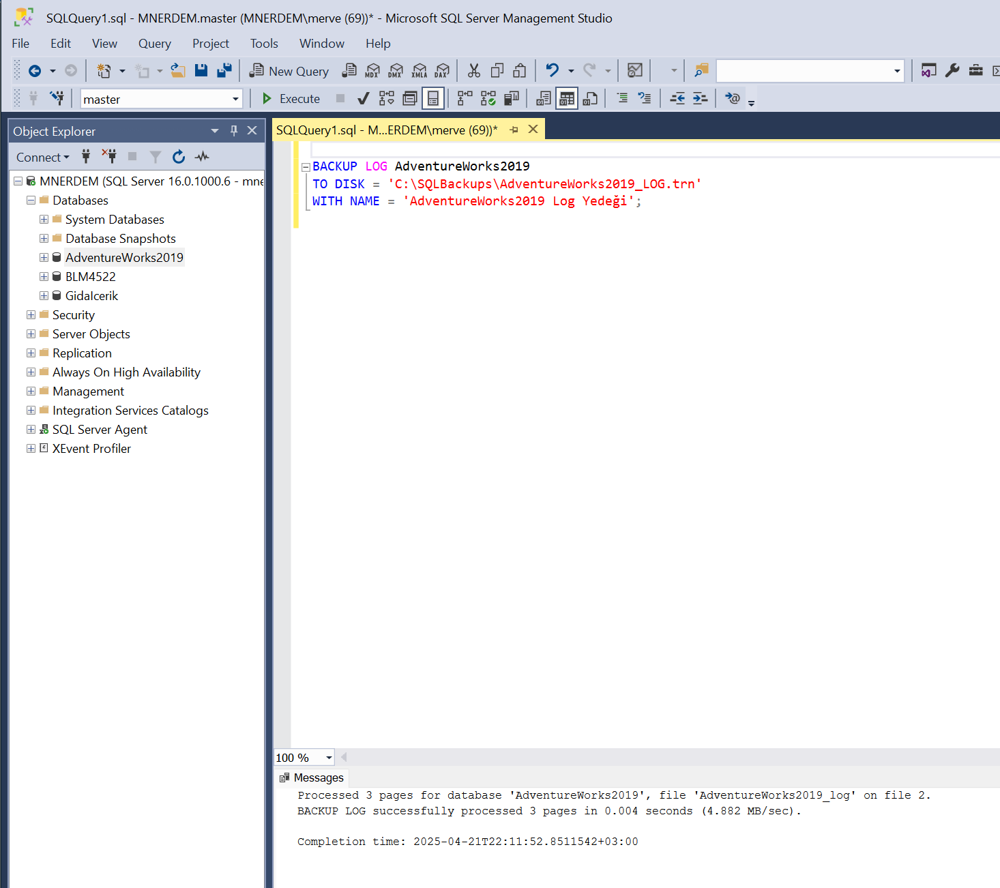 SQLQuery1.sql - MNERDEM.master (MNERDEM\merve (69))* - Microsoft SQL Server Management Studio
File Edit View Query Project Tools Window Help
New Query MDX DMX XMLA DAX
master Execute
Object Explorer
SQLQuery1.sql - M...ERDEM\merve (69))*
Connect
MNERDEM (SQL Server 16.0.1000.6 - mne
Databases
System Databases
Database Snapshots
AdventureWorks2019
BLM4522
GidaIcerik
Security
Server Objects
Replication
Always On High Availability
Management
Integration Services Catalogs
SQL Server Agent
XEvent Profiler
BACKUP LOG AdventureWorks2019
TO DISK = 'C:\SQLBackups\AdventureWorks2019_LOG.trn'
WITH NAME = 'AdventureWorks2019 Log Yedeği';
100 %
Messages
Processed 3 pages for database 'AdventureWorks2019', file 'AdventureWorks2019_log' on file 2.
BACKUP LOG successfully processed 3 pages in 0.004 seconds (4.882 MB/sec).
Completion time: 2025-04-21T22:11:52.8511542+03:00